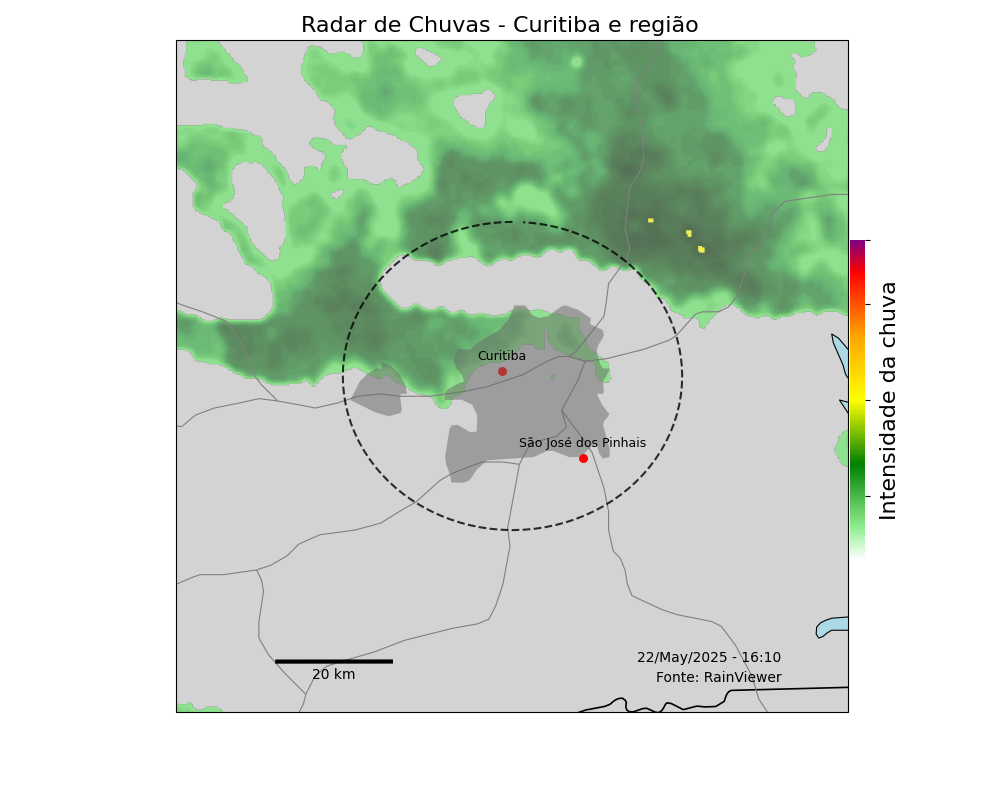 Radar de Chuvas - Curitiba e região
Curitiba
São José dos Pinhais
Intensidade da chuva
20 km
22/May/2025 - 16:10
Fonte: RainViewer